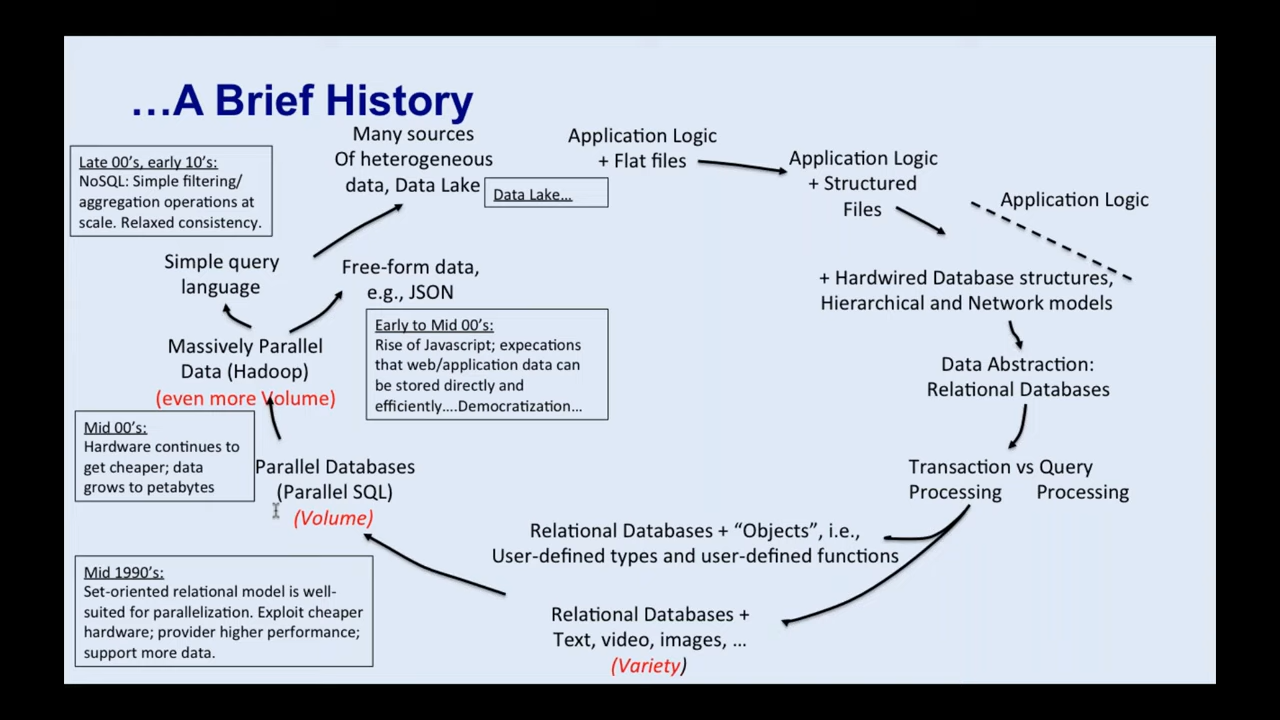 …A Brief History
Many sources
Of heterogeneous
data, Data Lake
Data Lake…
Application Logic
+ Flat files
Application Logic
+ Structured
Files
Application Logic
+ Hardwired Database structures,
Hierarchical and Network models
Data Abstraction:
Relational Databases
Transaction vs Query
Processing Processing
Relational Databases + “Objects”, i.e.,
User-defined types and user-defined functions
Relational Databases +
Text, video, images, …
(Variety)
Mid 1990’s:
Set-oriented relational model is well-
suited for parallelization. Exploit cheaper
hardware; provider higher performance;
support more data.
Parallel Databases
(Parallel SQL)
(Volume)
Mid 00’s:
Hardware continues to
get cheaper; data
grows to petabytes
Massively Parallel
Data (Hadoop)
(even more Volume)
Early to Mid 00’s:
Rise of Javascript; expecations
that web/application data can
be stored directly and
efficiently….Democratization…
Simple query
language
Free-form data,
e.g., JSON
Late 00’s, early 10’s:
NoSQL: Simple filtering/
aggregation operations at
scale. Relaxed consistency.